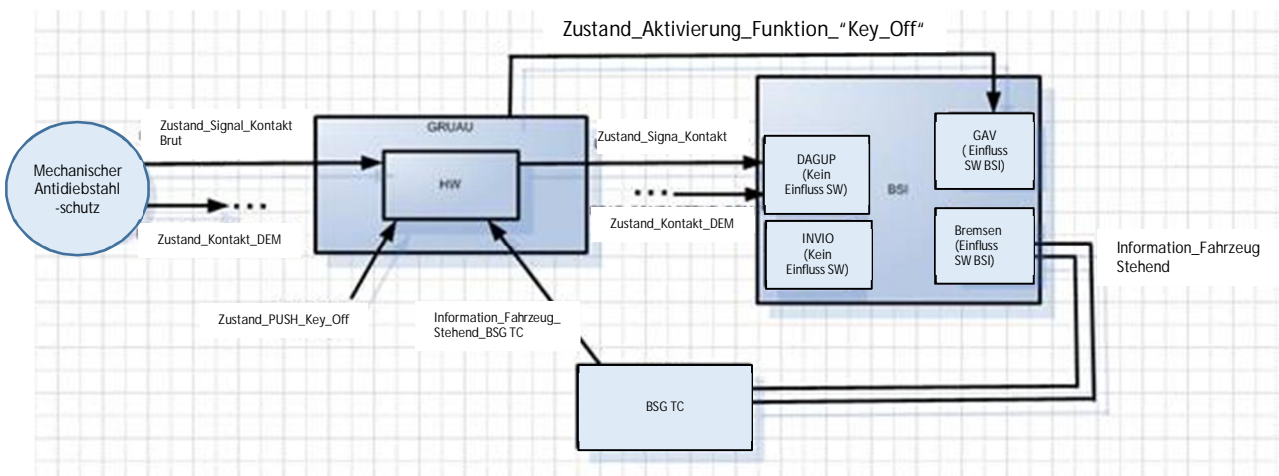 Zustand_Aktivierung_Funktion_“Key_Off“
Zustand_Signal_Kontakt
Brut
GRUAU
Zustand_Signa_Kontakt
GAV
( Einfluss
SW BSI)
Mechanischer
Antidiebstahl
-schutz
HW
DAGUP
(Kein
Einfluss SW)
BSI
...
...
Zustand_Kontakt_DEM
Zustand_Kontakt_DEM
INVIO
(Kein
Einfluss SW)
Bremsen
(Einfluss
SW BSI)
Information_Fahrzeug
Stehend
Zustand_PUSH_Key_Off
Information_Fahrzeug_
Stehend_BSG TC
BSG TC